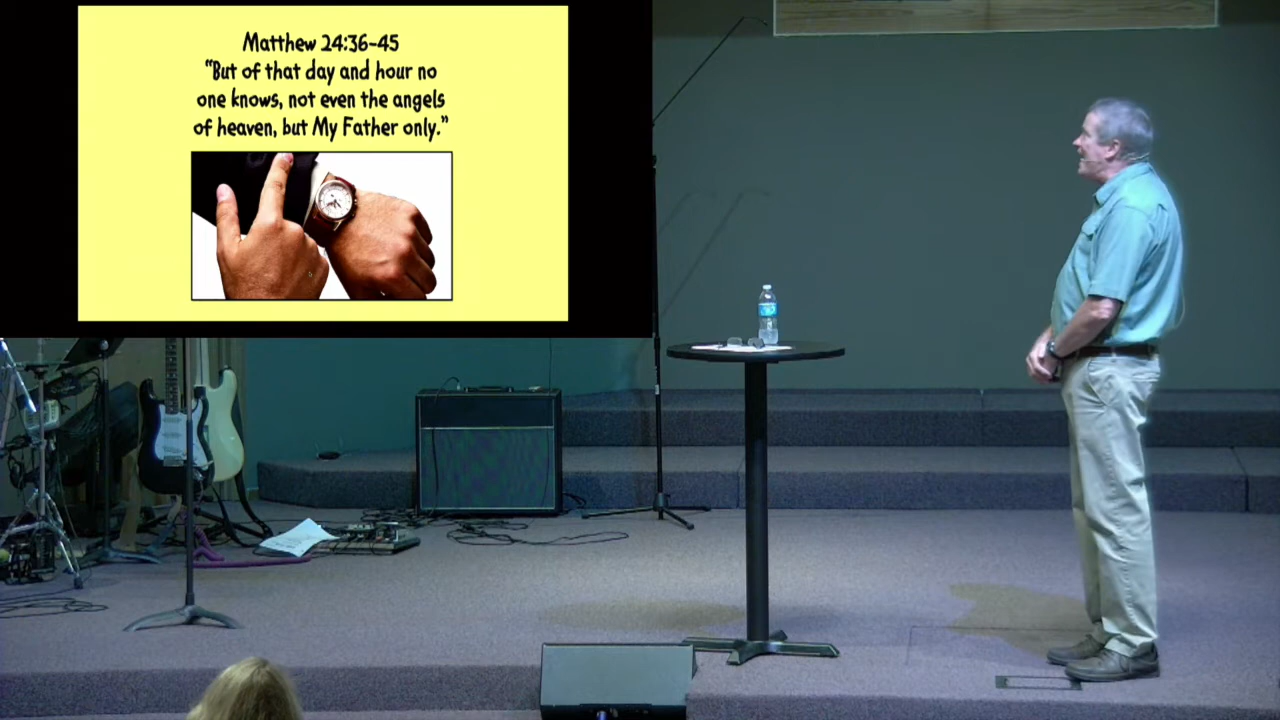 Matthew 24:36-45
"But of that day and hour no
one knows, not even the angels
of heaven, but My Father only."